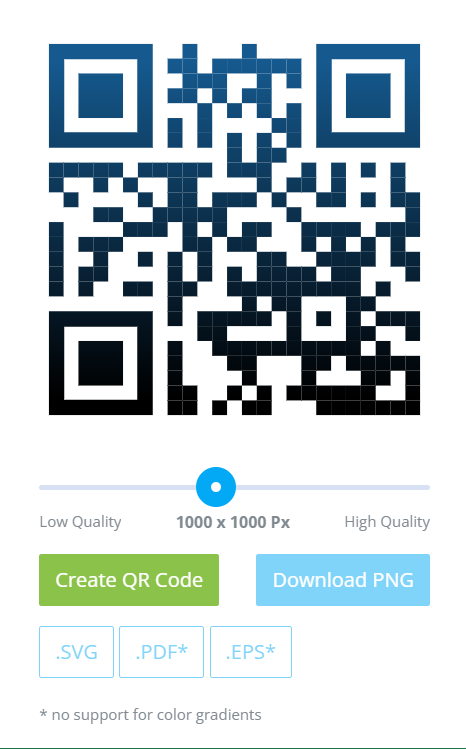 Low Quality 1000 x 1000 Px High Quality
Create QR Code Download PNG
.SVG .PDF* .EPS*
* no support for color gradients